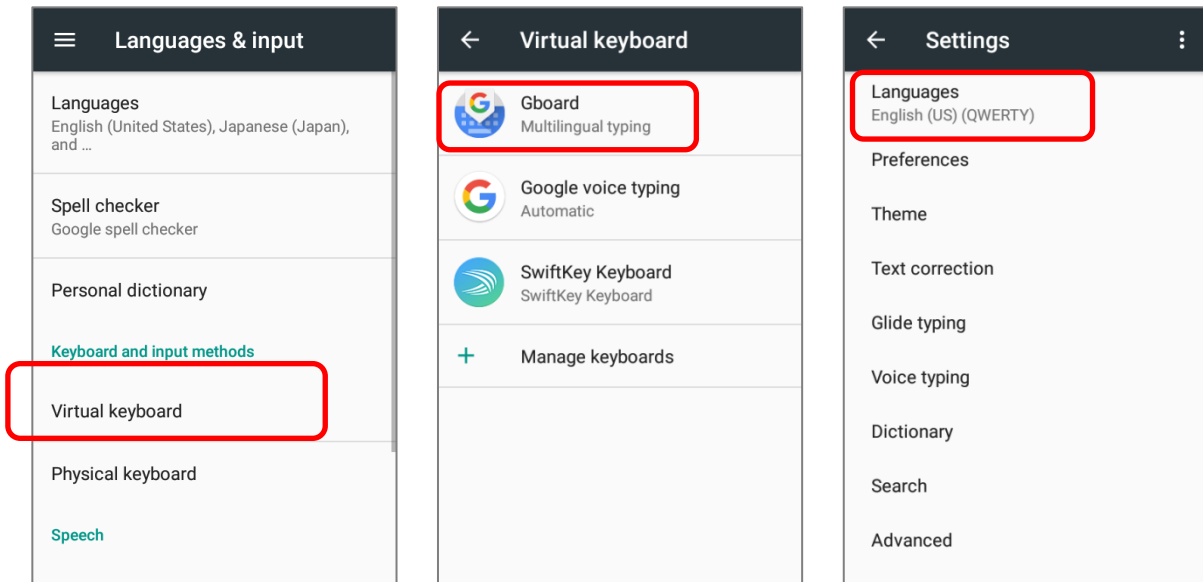 Languages & input
Languages
English (United States), Japanese (Japan),
and ...
Spell checker
Google spell checker
Personal dictionary
Keyboard and input methods
Virtual keyboard
Physical keyboard
Speech
Virtual keyboard
Gboard
Multilingual typing
Google voice typing
Automatic
SwiftKey Keyboard
SwiftKey Keyboard
Manage keyboards
Settings
Languages
English (US) (QWERTY)
Preferences
Theme
Text correction
Glide typing
Voice typing
Dictionary
Search
Advanced